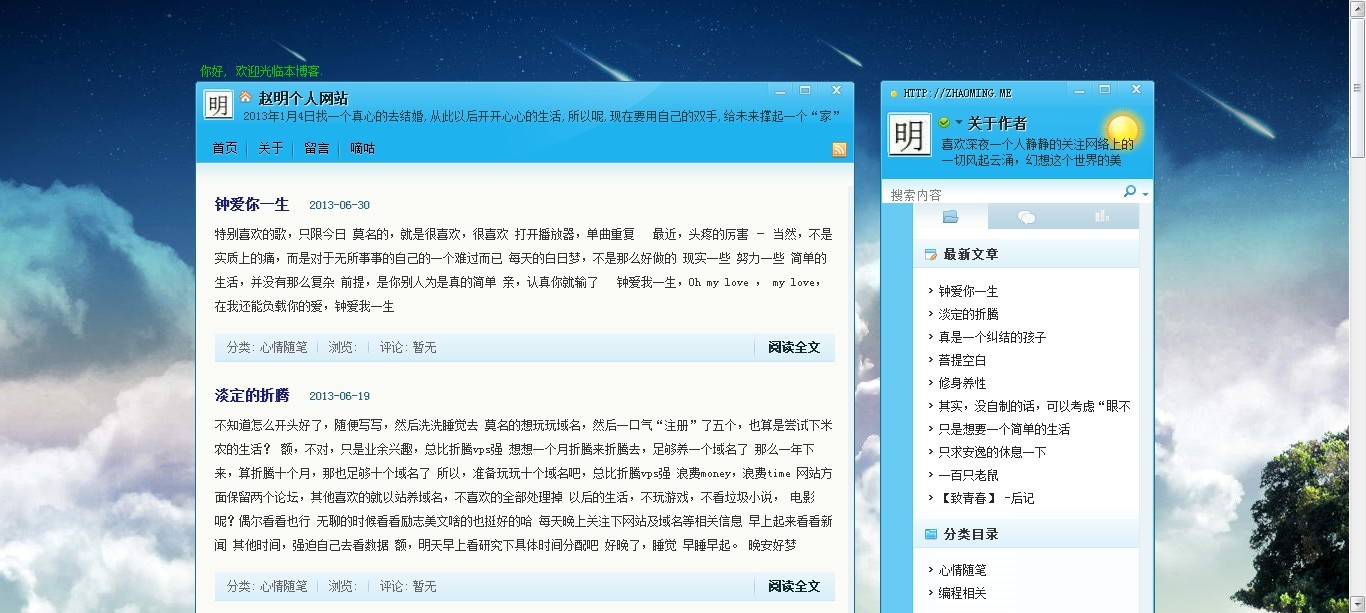 你好，欢迎光临本博客
明
赵明个人网站
2013年1月4日找一个真心的去结婚,从此以后开开心心的生活,所以呢,现在要用自己的双手,给未来撑起一个“家”
首页
关于
留言
嘀咕
钟爱你一生 2013-06-30
特别喜欢的歌，只限今日 莫名的，就是很喜欢，很喜欢 打开播放器，单曲重复 最近，头疼的厉害 － 当然，不是
实质上的痛，而是对于无所事事的自己的一个难过而已 每天的白日梦，不是那么好做的 现实一些 努力一些 简单的
生活，并没有那么复杂 前提，是你别人为是真的简单 亲，认真你就输了 钟爱我一生，Oh my love ， my love，
在我还能负载你的爱，钟爱我一生
分类: 心情随笔 浏览: 评论: 暂无 阅读全文
淡定的折腾 2013-06-19
不知道怎么开头好了，随便写写，然后洗洗睡觉去 莫名的想玩玩域名，然后一口气“注册”了五个，也算是尝试下米
农的生活？ 额，不对，只是业余兴趣，总比折腾vps强 想想一个月折腾来折腾去，足够养一个域名了 那么一年下
来，算折腾十个月，那也足够十个域名了 所以，准备玩玩十个域名吧，总比折腾vps强 浪费money，浪费time 网站方
面保留两个论坛，其他喜欢的就以站养域名，不喜欢的全部处理掉 以后的生活，不玩游戏，不看垃圾小说， 电影
呢？偶尔看看也行 无聊的时候看看励志美文啥的也挺好的哈 每天晚上关注下网站及域名等相关信息 早上起来看看新
闻 其他时间，强迫自己去看数据 额，明天早上看研究下具体时间分配吧 好晚了，睡觉 早睡早起。 晚安好梦
分类: 心情随笔 浏览: 评论: 暂无 阅读全文
HTTP://ZHAOMING.ME
明
关于作者
喜欢深夜一个人静静的关注网络上的
一切风起云涌，幻想这个世界的美
搜索内容
最新文章
钟爱你一生
淡定的折腾
真是一个纠结的孩子
菩提空白
修身养性
其实，没自制的话，可以考虑“眼不
只是想要一个简单的生活
只求安逸的休息一下
一百只老鼠
【致青春】 -后记
分类目录
心情随笔
编程相关